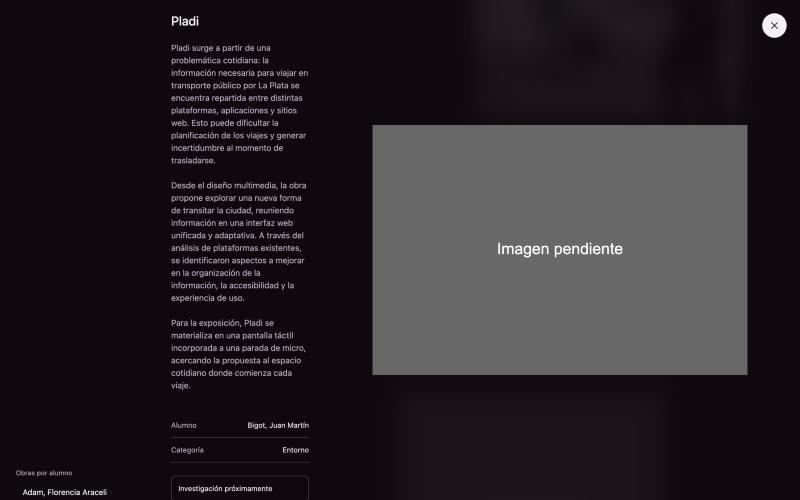 Pladi
Pladi surge a partir de una
problemática cotidiana: la
información necesaria para viajar en
transporte público por La Plata se
encuentra repartida entre distintas
plataformas, aplicaciones y sitios
web. Esto puede dificultar la
planificación de los viajes y generar
incertidumbre al momento de
trasladarse.
Desde el diseño multimedia, la obra
propone explorar una nueva forma
de transitar la ciudad, reuniendo
información en una interfaz web
unificada y adaptativa. A través del
análisis de plataformas existentes,
se identificaron aspectos a mejorar
en la organización de la
información, la accesibilidad y la
experiencia de uso.
Para la exposición, Pladi se
materializa en una pantalla táctil
incorporada a una parada de micro,
acercando la propuesta al espacio
cotidiano donde comienza cada
viaje.
Alumno Bigot, Juan Martín
Categoría Entorno
Investigación próximamente
Obras por alumno
Adam, Florencia Araceli
Imagen pendiente